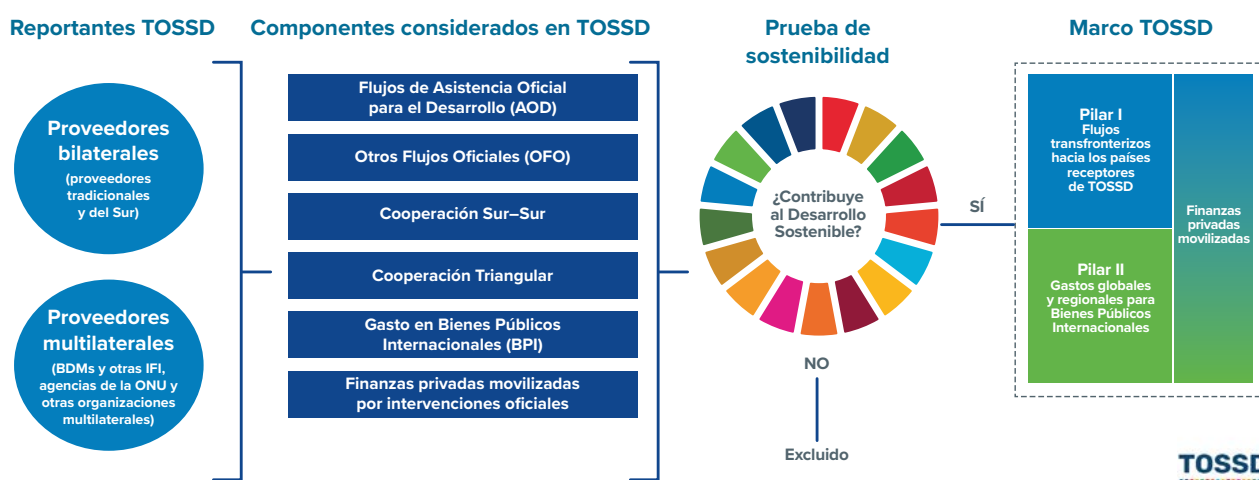 Reportantes TOSSD
Proveedores
bilaterales
(proveedores
tradicionales
y del Sur)
Proveedores
multilaterales
(BDMs y otras IFI,
agencias de la ONU y
otras organizaciones
multilaterales)
Componentes considerados en TOSSD
Flujos de Asistencia Oficial
para el Desarrollo (AOD)
Otros Flujos Oficiales (OFO)
Cooperación Sur–Sur
Cooperación Triangular
Gasto en Bienes Públicos
Internacionales (BPI)
Finanzas privadas movilizadas
por intervenciones oficiales
Prueba de
sostenibilidad
¿Contribuye
al Desarrollo
Sostenible?
SÍ
NO
Excluido
Marco TOSSD
Pilar I
Flujos
transfronterizos
hacia los países
receptores
de TOSSD
Pilar II
Gastos globales
y regionales para
Bienes Públicos
Internacionales
Finanzas
privadas
movilizadas
TOSSD